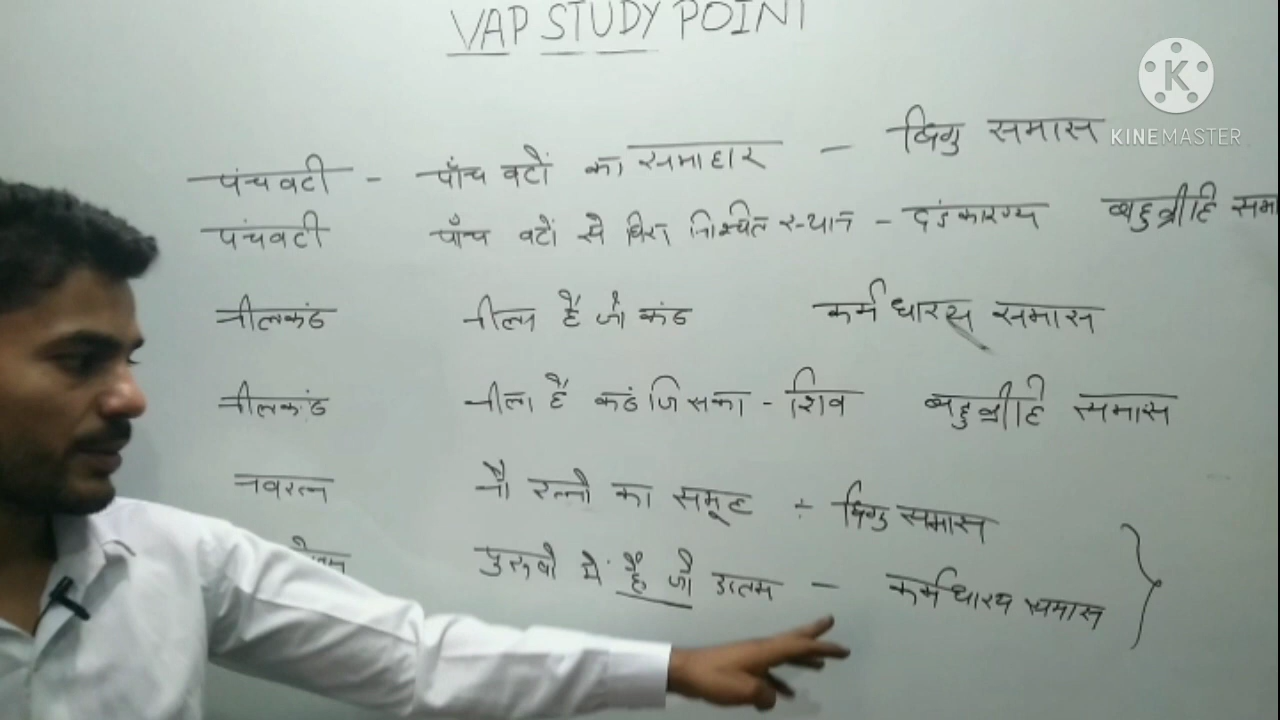 VAP STUDY POINT
KINEMASTER
पंचवटी - पाँच वटों का समाहार - द्विगु समास
पंचवटी पाँच वटों से घिरा निश्चित स्थान - दंडकारण्य बहुव्रीहि समा
नीलकंठ नीला है जो कंठ कर्मधारय समास
नीलकंठ नीला है कंठ जिसका - शिव बहुव्रीहि समास
नवरत्न नौ रत्नों का समूह ÷ द्विगु समास
पुरुषों में है जो उत्तम - कर्मधारय समास